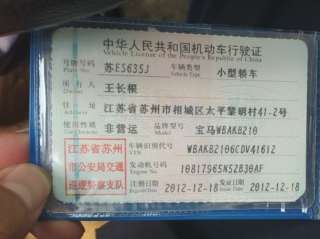 中华人民共和国机动车行驶证
Vehicle License of the People's Republic of China
号牌号码 苏ES635J 车辆类型 小型轿车
Plate No. Vehicle Type
所有人 王长根
Owner
住址 江苏省苏州市相城区太平黎明村41-2号
Address
使用性质 非营运 品牌型号 宝马WBAKB210
Use Character Model
江苏省苏州
市公安局交通
巡逻警察支队
车辆识别代号 WBAKB2106CDV41612
VIN
发动机号码 10817965N52B30AF
Engine No.
注册日期 2012-12-18 发证日期 2012-12-18
Register Date Issue Date